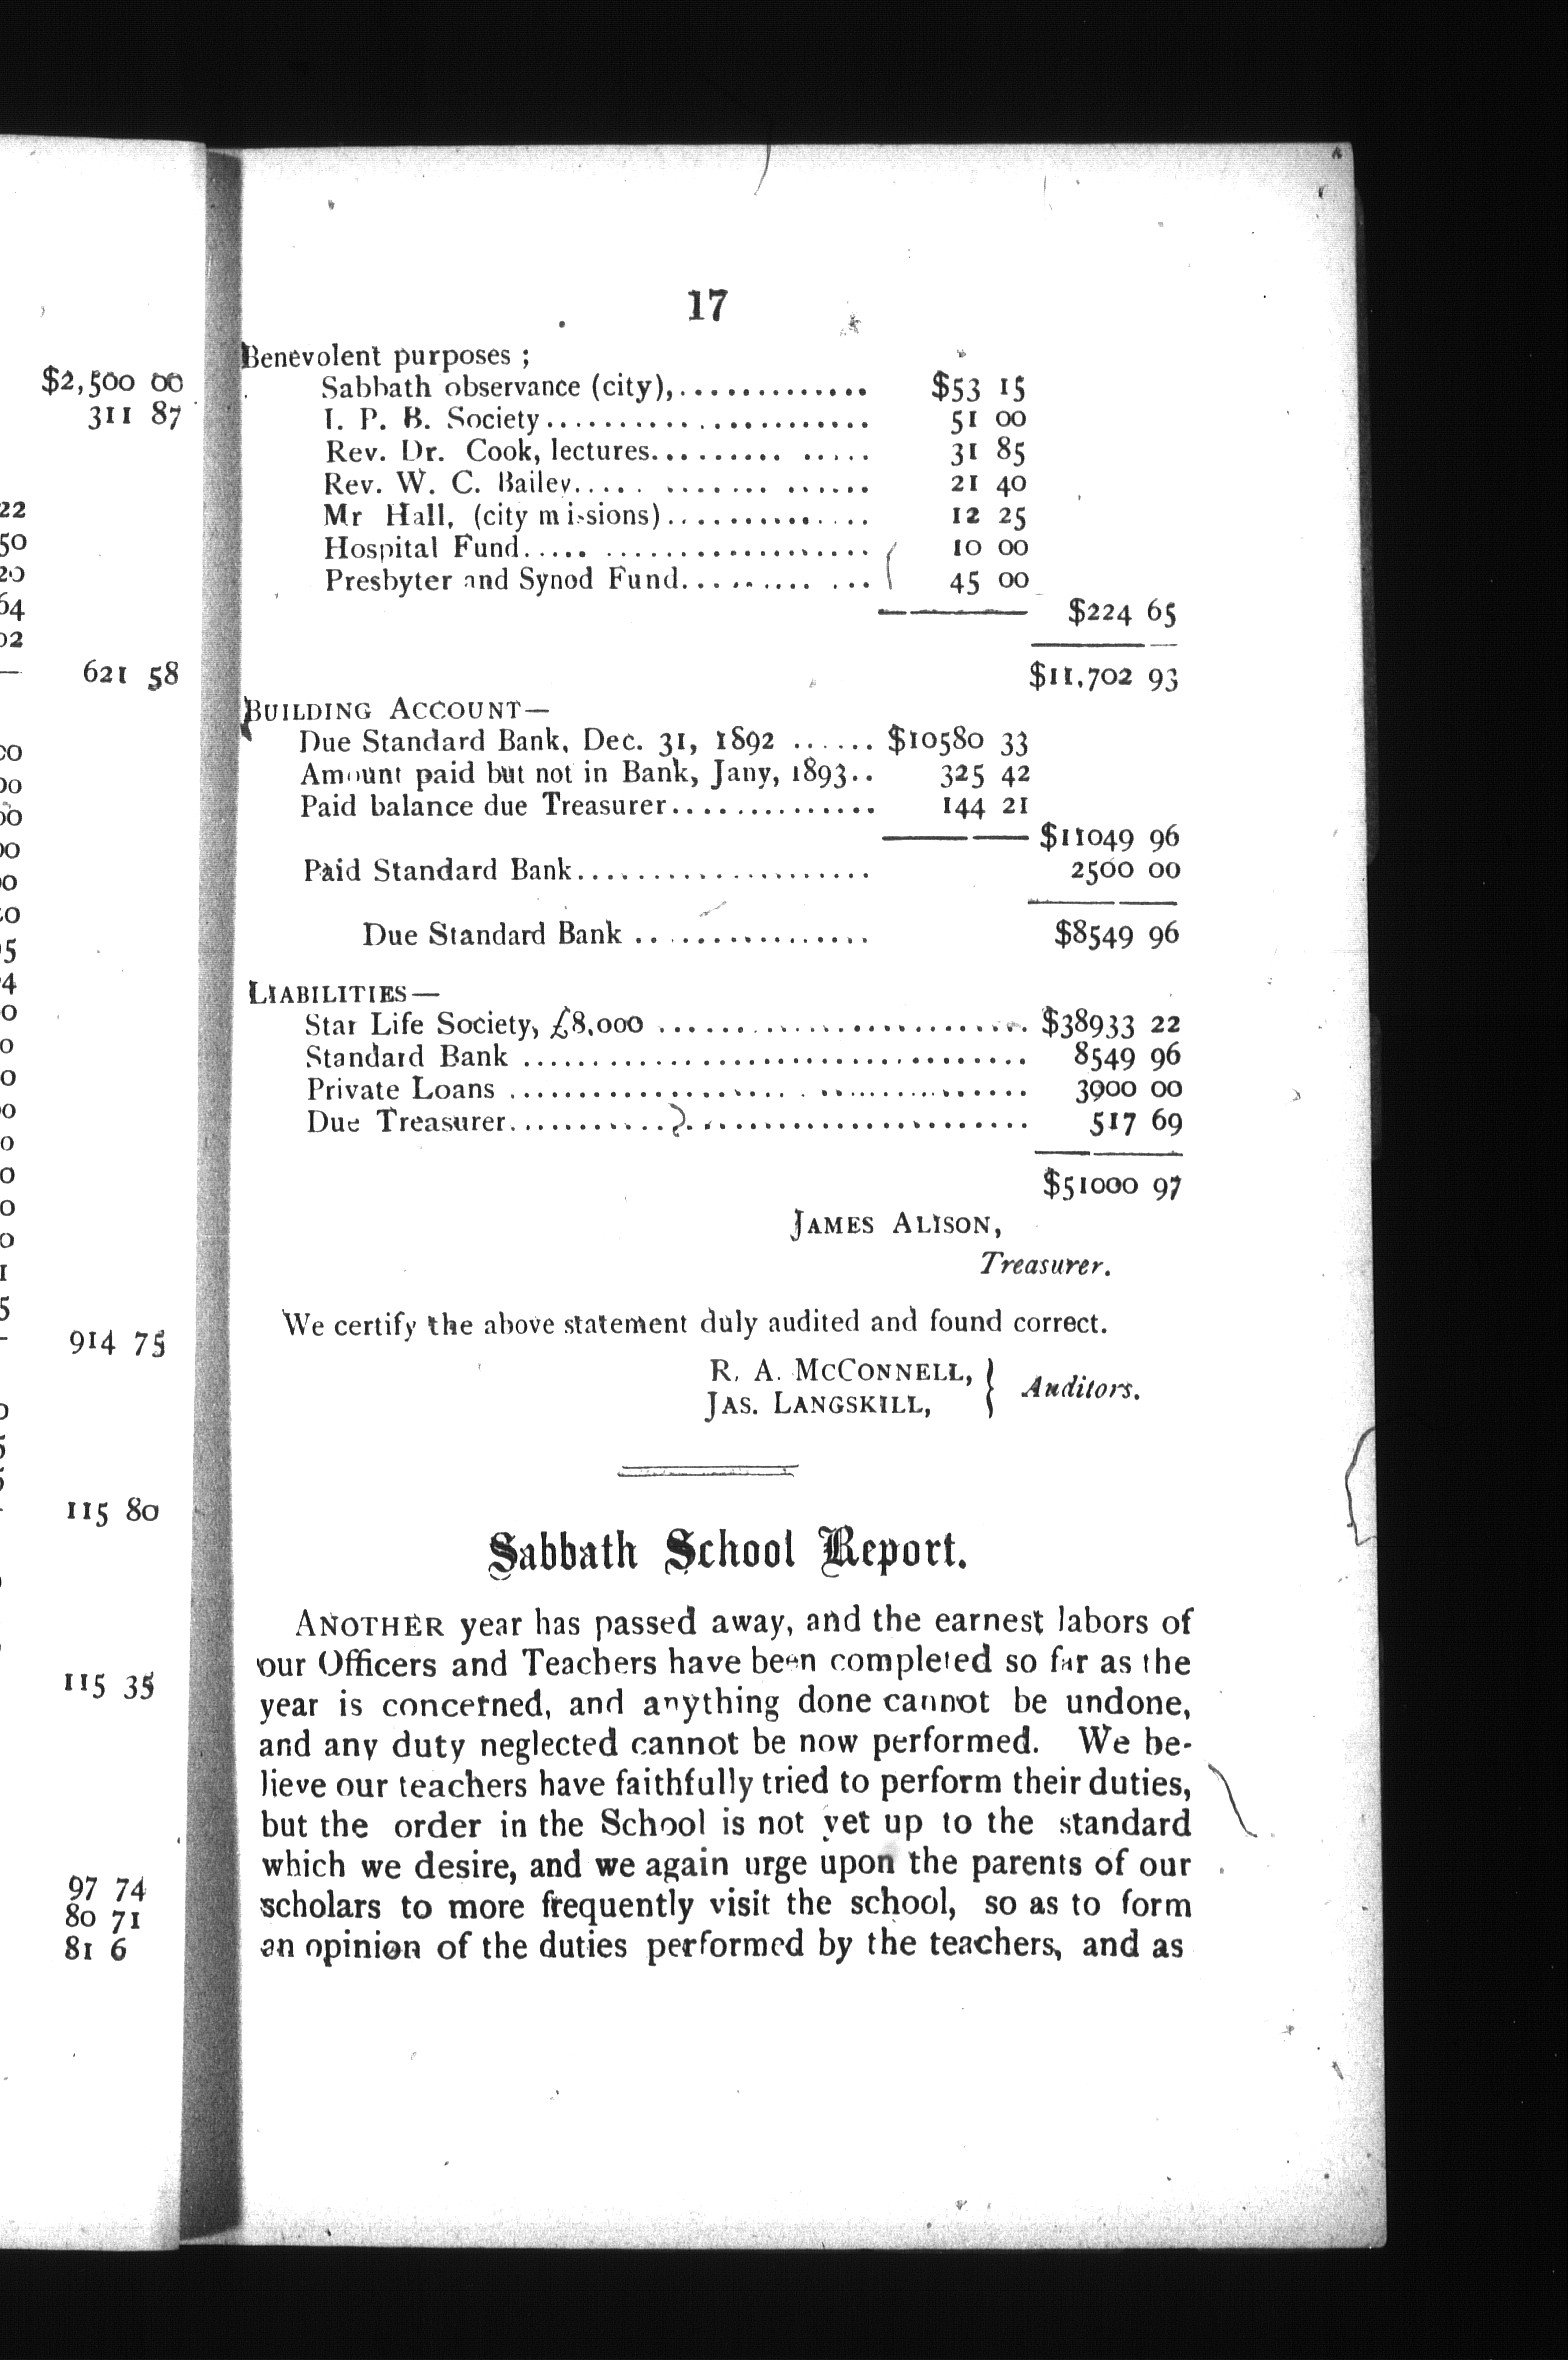 $2,500 00
311 87
22
50
20
64
02
621 58
914 75
115 80
115 35
97 74
80 71
81 6
17
Benevolent purposes ;
Sabbath observance (city),............. $53 15
I. P. B. Society...................... 51 00
Rev. Dr. Cook, lectures......... ..... 31 85
Rev. W. C. Bailey..... ........ ...... 21 40
Mr Hall, (city missions).............. 12 25
Hospital Fund..... ................... 10 00
Presbyter and Synod Fund.......... ... 45 00
$224 65
$11,702 93
BUILDING ACCOUNT—
Due Standard Bank, Dec. 31, 1892 ...... $10580 33
Amount paid but not in Bank, Jany, 1893.. 325 42
Paid balance due Treasurer.............. 144 21
$11049 96
Paid Standard Bank.................... 2500 00
Due Standard Bank ................ $8549 96
LIABILITIES—
Star Life Society, £8,000 ........................... $38933 22
Standard Bank ..................................... 8549 96
Private Loans ...................................... 3000 00
Due Treasurer...................................... 517 69
$51000 97
JAMES ALISON,
Treasurer.
We certify the above statement duly audited and found correct.
R. A. MCCONNELL,
JAS. LANGSKILL, } Auditors.
Sabbath School Report.
ANOTHER year has passed away, and the earnest labors of
our Officers and Teachers have been completed so far as the
year is concerned, and anything done cannot be undone,
and any duty neglected cannot be now performed. We be-
lieve our teachers have faithfully tried to perform their duties,
but the order in the School is not yet up to the standard
which we desire, and we again urge upon the parents of our
scholars to more frequently visit the school, so as to form
an opinion of the duties performed by the teachers, and as